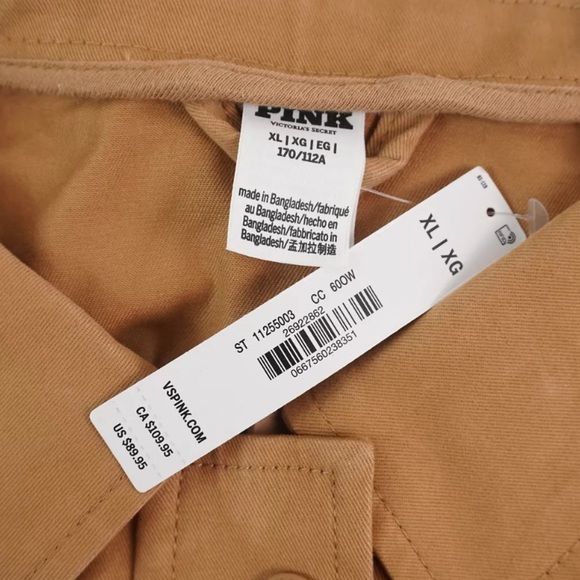 PINK
VICTORIA'S SECRET
XL | XG | EG |
170/112A
made in Bangladesh/fabriqué
au Bangladesh/hecho en
Bangladesh/fabbricato in
Bangladesh/孟加拉制造
XL | XG
ST 11255003 CC 60OW
26922862
0667560238351
VSPINK.COM
CA $109.95
US $89.95